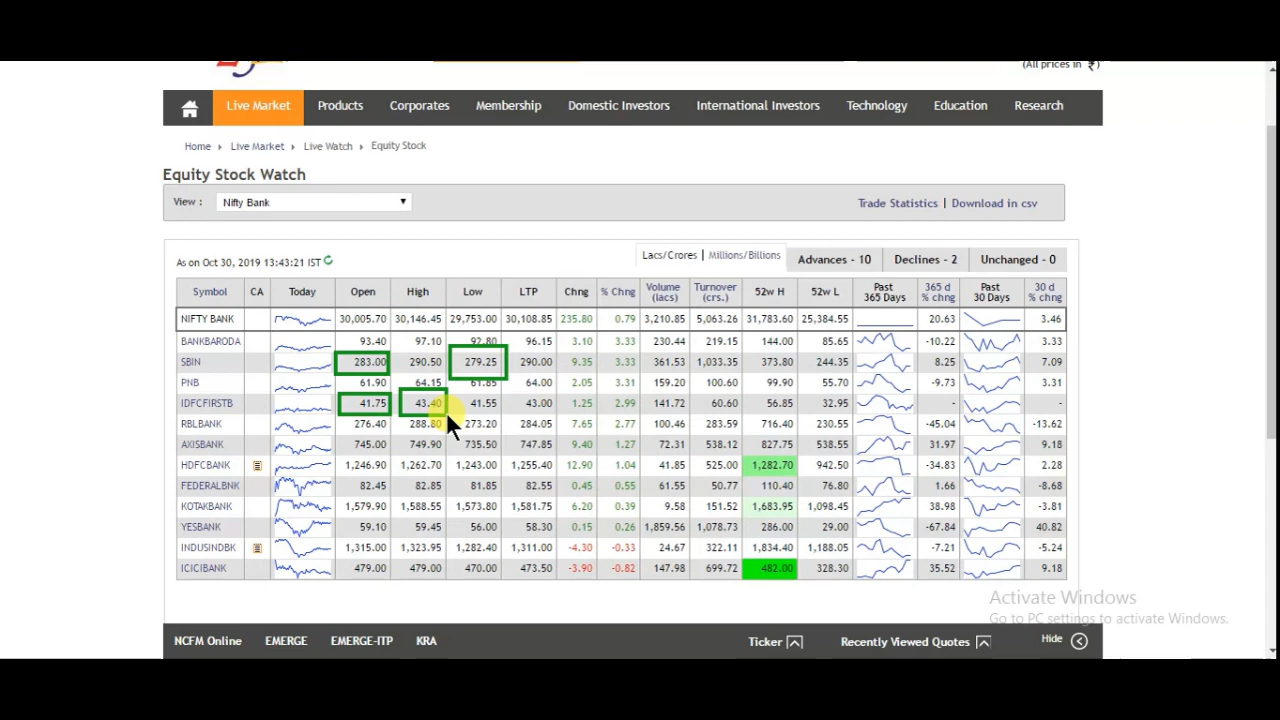 (All prices in ₹)
Live Market Products Corporates Membership Domestic Investors International Investors Technology Education Research
Home Live Market Live Watch Equity Stock
Equity Stock Watch
View : Nifty Bank Trade Statistics | Download in csv
As on Oct 30, 2019 13:43:21 IST Lacs/Crores | Millions/Billions Advances - 10 Declines - 2 Unchanged - 0
Symbol CA Today Open High Low LTP Chng % Chng Volume (lacs) Turnover (crs.) 52w H 52w L Past 365 Days 365 d % chng Past 30 Days 30 d % chng
NIFTY BANK 30,005.70 30,146.45 29,753.00 30,108.85 235.80 0.79 3,210.85 5,063.26 31,783.60 25,384.55 20.63 3.46
BANKBARODA 93.40 97.10 92.80 96.15 3.10 3.33 230.44 219.15 144.00 85.65 -10.22 3.33
SBIN 283.00 290.50 279.25 290.00 9.35 3.33 361.53 1,033.35 373.80 244.35 8.25 7.09
PNB 61.90 64.15 61.85 64.00 2.05 3.31 159.20 100.60 99.90 55.70 -9.73 3.31
IDFCFIRSTB 41.75 43.40 41.55 43.00 1.25 2.99 141.72 60.60 56.85 32.95 - -
RBLBANK 276.40 288.80 273.20 284.05 7.65 2.77 100.46 283.59 716.40 230.55 -45.04 -13.62
AXISBANK 745.00 749.90 735.50 747.85 9.40 1.27 72.31 538.12 827.75 538.55 31.97 9.18
HDFCBANK 1,246.90 1,262.70 1,243.00 1,255.40 12.90 1.04 41.85 525.00 1,282.70 942.50 -34.83 2.28
FEDERALBNK 82.45 82.85 81.85 82.55 0.45 0.55 61.55 50.77 110.40 76.80 1.66 -8.68
KOTAKBANK 1,579.90 1,588.55 1,573.80 1,581.75 6.20 0.39 9.58 151.52 1,683.95 1,098.45 38.98 -3.81
YESBANK 59.10 59.45 56.00 58.30 0.15 0.26 1,859.56 1,078.73 286.00 29.00 -67.84 40.82
INDUSINDBK 1,315.00 1,323.95 1,282.40 1,311.00 -4.30 -0.33 24.67 322.11 1,834.40 1,188.05 -7.21 -5.24
ICICIBANK 479.00 479.00 470.00 473.50 -3.90 -0.82 147.98 699.72 482.00 328.30 35.52 9.18
Activate Windows
Go to PC settings to activate Windows.
NCFM Online EMERGE EMERGE-ITP KRA Ticker Recently Viewed Quotes Hide